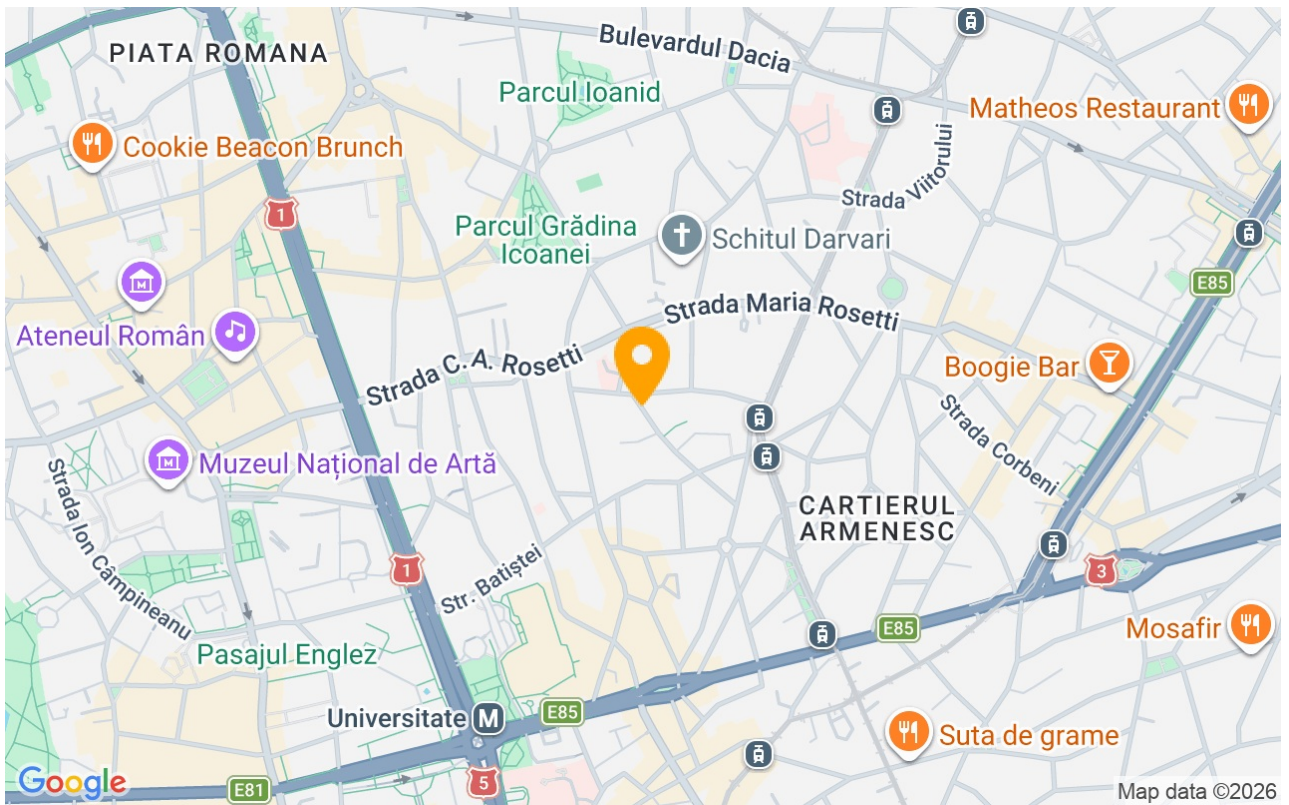 PIATA ROMANA
Bulevardul Dacia
Parcul Ioanid
Matheos Restaurant
Cookie Beacon Brunch
Strada Viitorului
1
Parcul Grădina
Icoanei
Schitul Darvari
E85
Strada Maria Rosetti
Ateneul Român
Strada C. A. Rosetti
Boogie Bar
Strada Corbeni
M
M
Muzeul Național de Artă
Strada Ion Câmpineanu
CARTIERUL
ARMENESC
1
3
Str. Batiștei
E85
Mosafir
Pasajul Englez
Universitate M
E85
Suta de grame
5
Google
E81
Map data ©2026